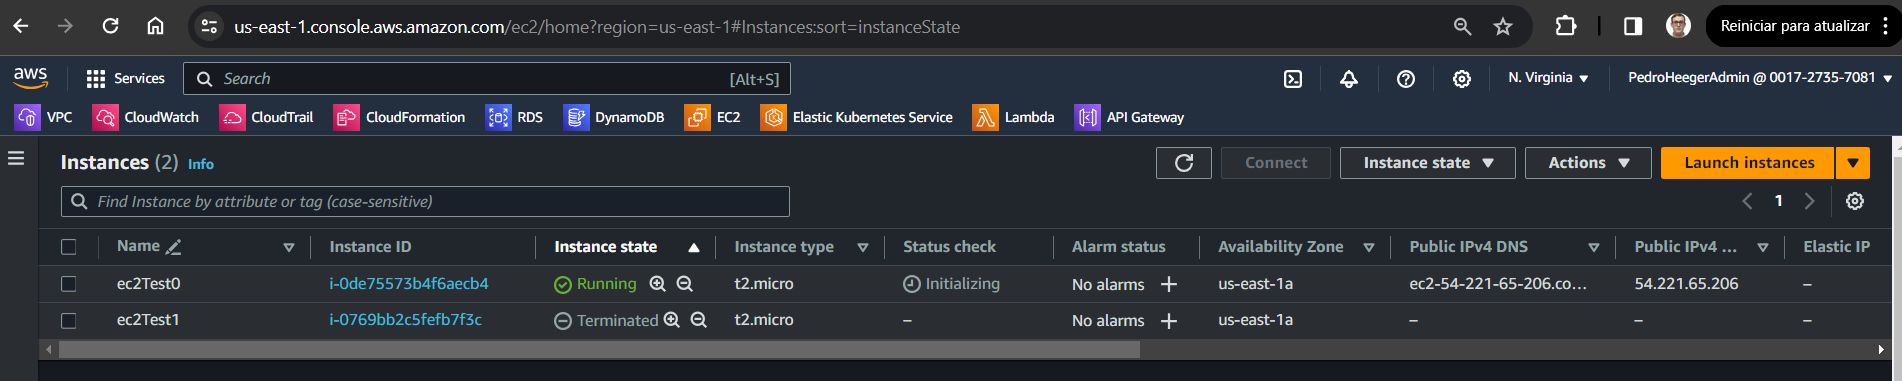 us-east-1.console.aws.amazon.com/ec2/home?region=us-east-1#Instances:sort=instanceState
Reiniciar para atualizar
aws
Services
Search
[Alt+S]
N. Virginia
PedroHeegerAdmin @ 0017-2735-7081
VPC
CloudWatch
CloudTrail
CloudFormation
RDS
DynamoDB
EC2
Elastic Kubernetes Service
Lambda
API Gateway
Instances (2) Info
Connect
Instance state
Actions
Launch instances
Find Instance by attribute or tag (case-sensitive)
1
Name Instance ID Instance state Instance type Status check Alarm status Availability Zone Public IPv4 DNS Public IPv4 ... Elastic IP
ec2Test0 i-0de75573b4f6aecb4 Running t2.micro Initializing No alarms + us-east-1a ec2-54-221-65-206.co... 54.221.65.206 –
ec2Test1 i-0769bb2c5fefb7f3c Terminated t2.micro – No alarms + us-east-1a – – –